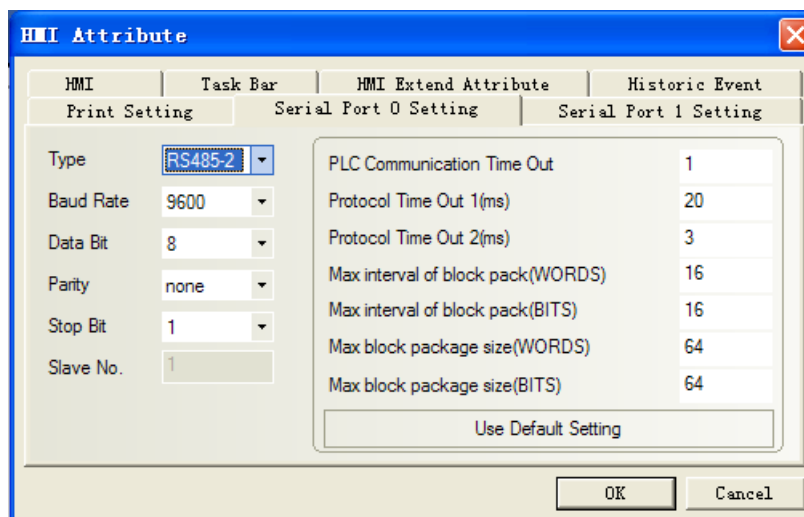 HMI Attribute
HMI
Task Bar
HMI Extend Attribute
Historic Event
Print Setting
Serial Port 0 Setting
Serial Port 1 Setting
Type
RS485-2
Baud Rate
9600
Data Bit
8
Parity
none
Stop Bit
1
Slave No.
1
PLC Communication Time Out
1
Protocol Time Out 1(ms)
20
Protocol Time Out 2(ms)
3
Max interval of block pack(WORDS)
16
Max interval of block pack(BITS)
16
Max block package size(WORDS)
64
Max block package size(BITS)
64
Use Default Setting
OK
Cancel